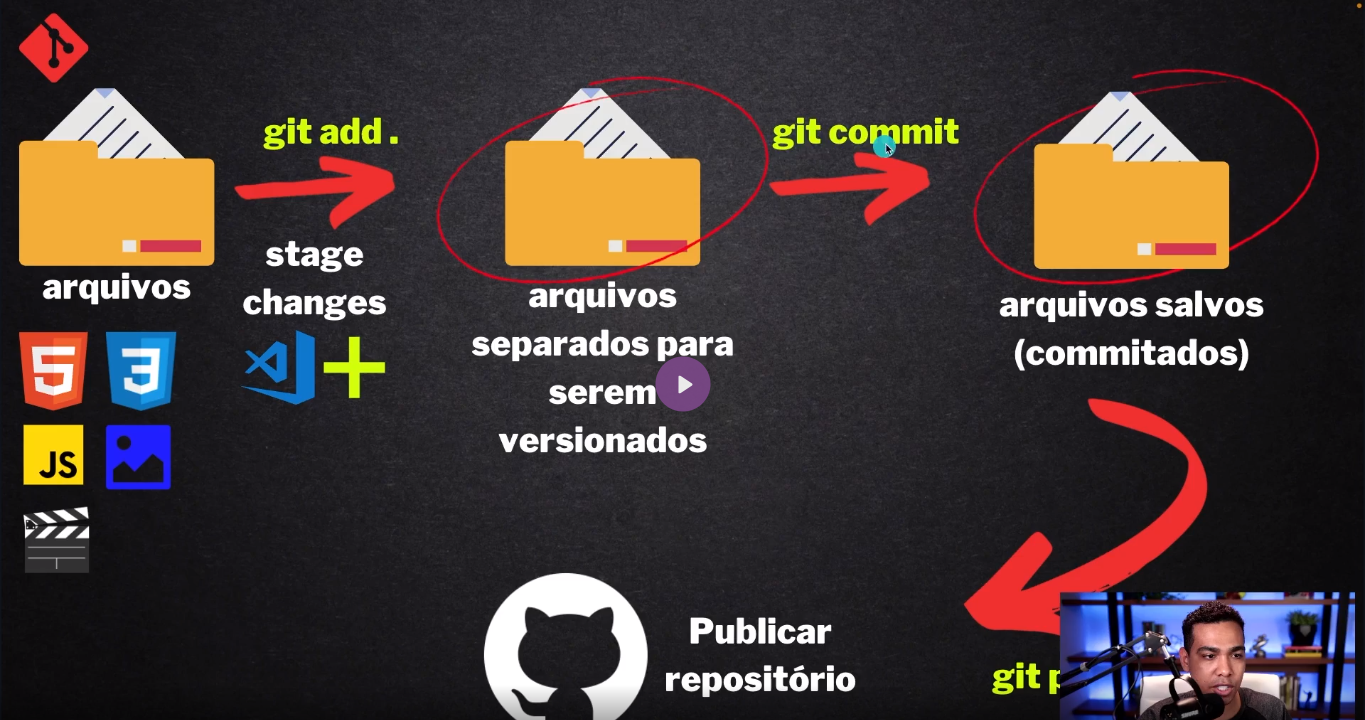 git add .
git commit
arquivos
stage
changes
arquivos
separados para
serem
versionados
arquivos salvos
(commitados)
JS
Publicar
repositório
git